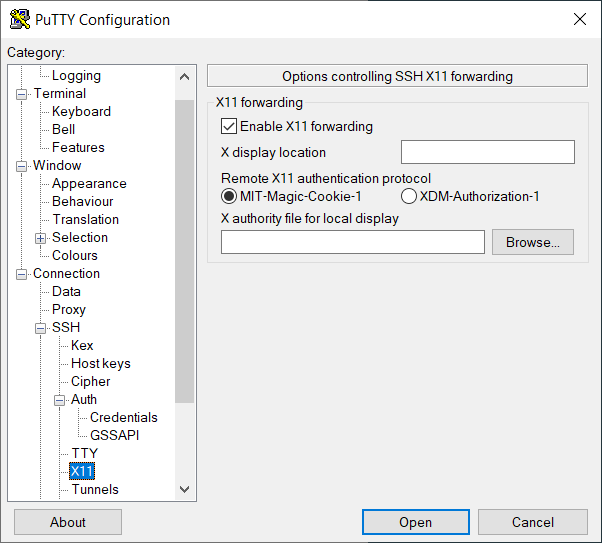 PuTTY Configuration
Category:
Logging
Terminal
Keyboard
Bell
Features
Window
Appearance
Behaviour
Translation
Selection
Colours
Connection
Data
Proxy
SSH
Kex
Host keys
Cipher
Auth
Credentials
GSSAPI
TTY
X11
Tunnels
Options controlling SSH X11 forwarding
X11 forwarding
Enable X11 forwarding
X display location
Remote X11 authentication protocol
MIT-Magic-Cookie-1 XDM-Authorization-1
X authority file for local display
Browse...
About Open Cancel